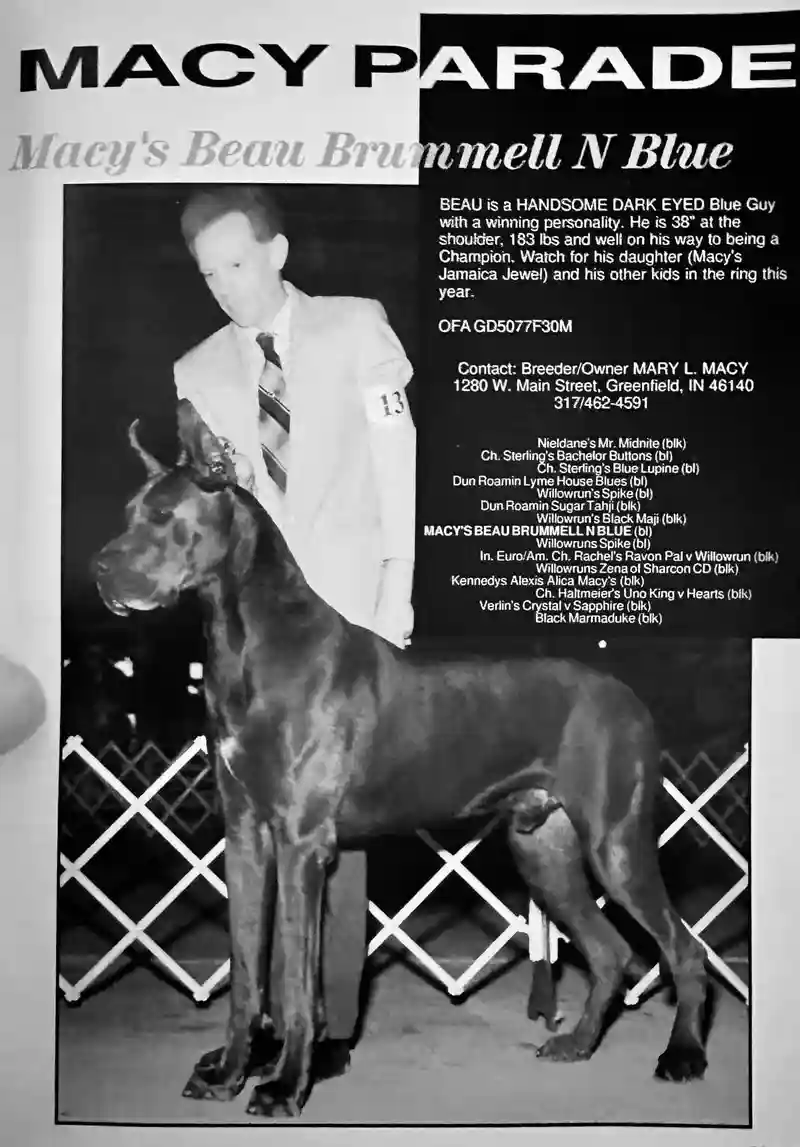 MACY PARADE
Macy's Beau Brummell N Blue
BEAU is a HANDSOME DARK EYED Blue Guy
with a winning personality. He is 38" at the
shoulder, 183 lbs and well on his way to being a
Champion. Watch for his daughter (Macy's
Jamaica Jewel) and his other kids in the ring this
year.
OFA GD5077F30M
Contact: Breeder/Owner MARY L. MACY
1280 W. Main Street, Greenfield, IN 46140
317/462-4591
Nieldane's Mr. Midnite (blk)
Ch. Sterling's Bachelor Buttons (bl)
Ch. Sterling's Blue Lupine (bl)
Dun Roamin Lyme House Blues (bl)
Willowrun's Spike (bl)
Dun Roamin Sugar Tahji (blk)
Willowrun's Black Maji (blk)
MACY'S BEAU BRUMMELL N BLUE (bl)
Willowruns Spike (bl)
In. Euro/Am. Ch. Rachel's Ravon Pal v Willowrun (blk)
Willowruns Zena of Sharcon CD (blk)
Kennedys Alexis Alica Macy's (blk)
Ch. Haltmeier's Uno King v Hearts (blk)
Verlin's Crystal v Sapphire (blk)
Black Marmaduke (blk)
13